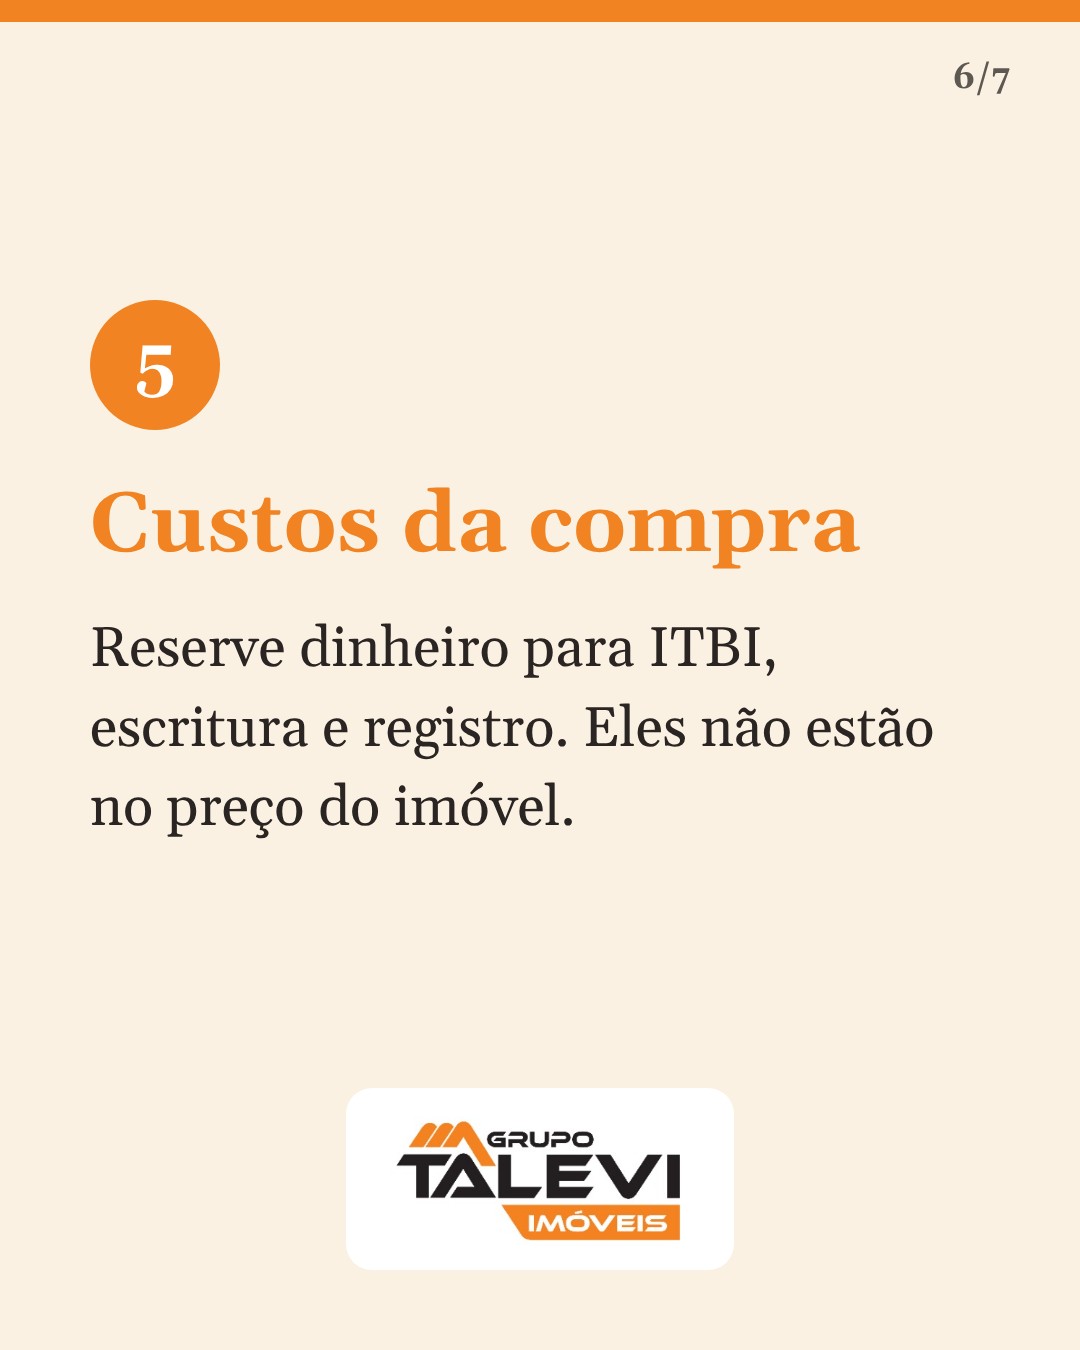 6/7
5
Custos da compra
Reserve dinheiro para ITBI,
escritura e registro. Eles não estão
no preço do imóvel.
GRUPO
TALEVI
IMÓVEIS